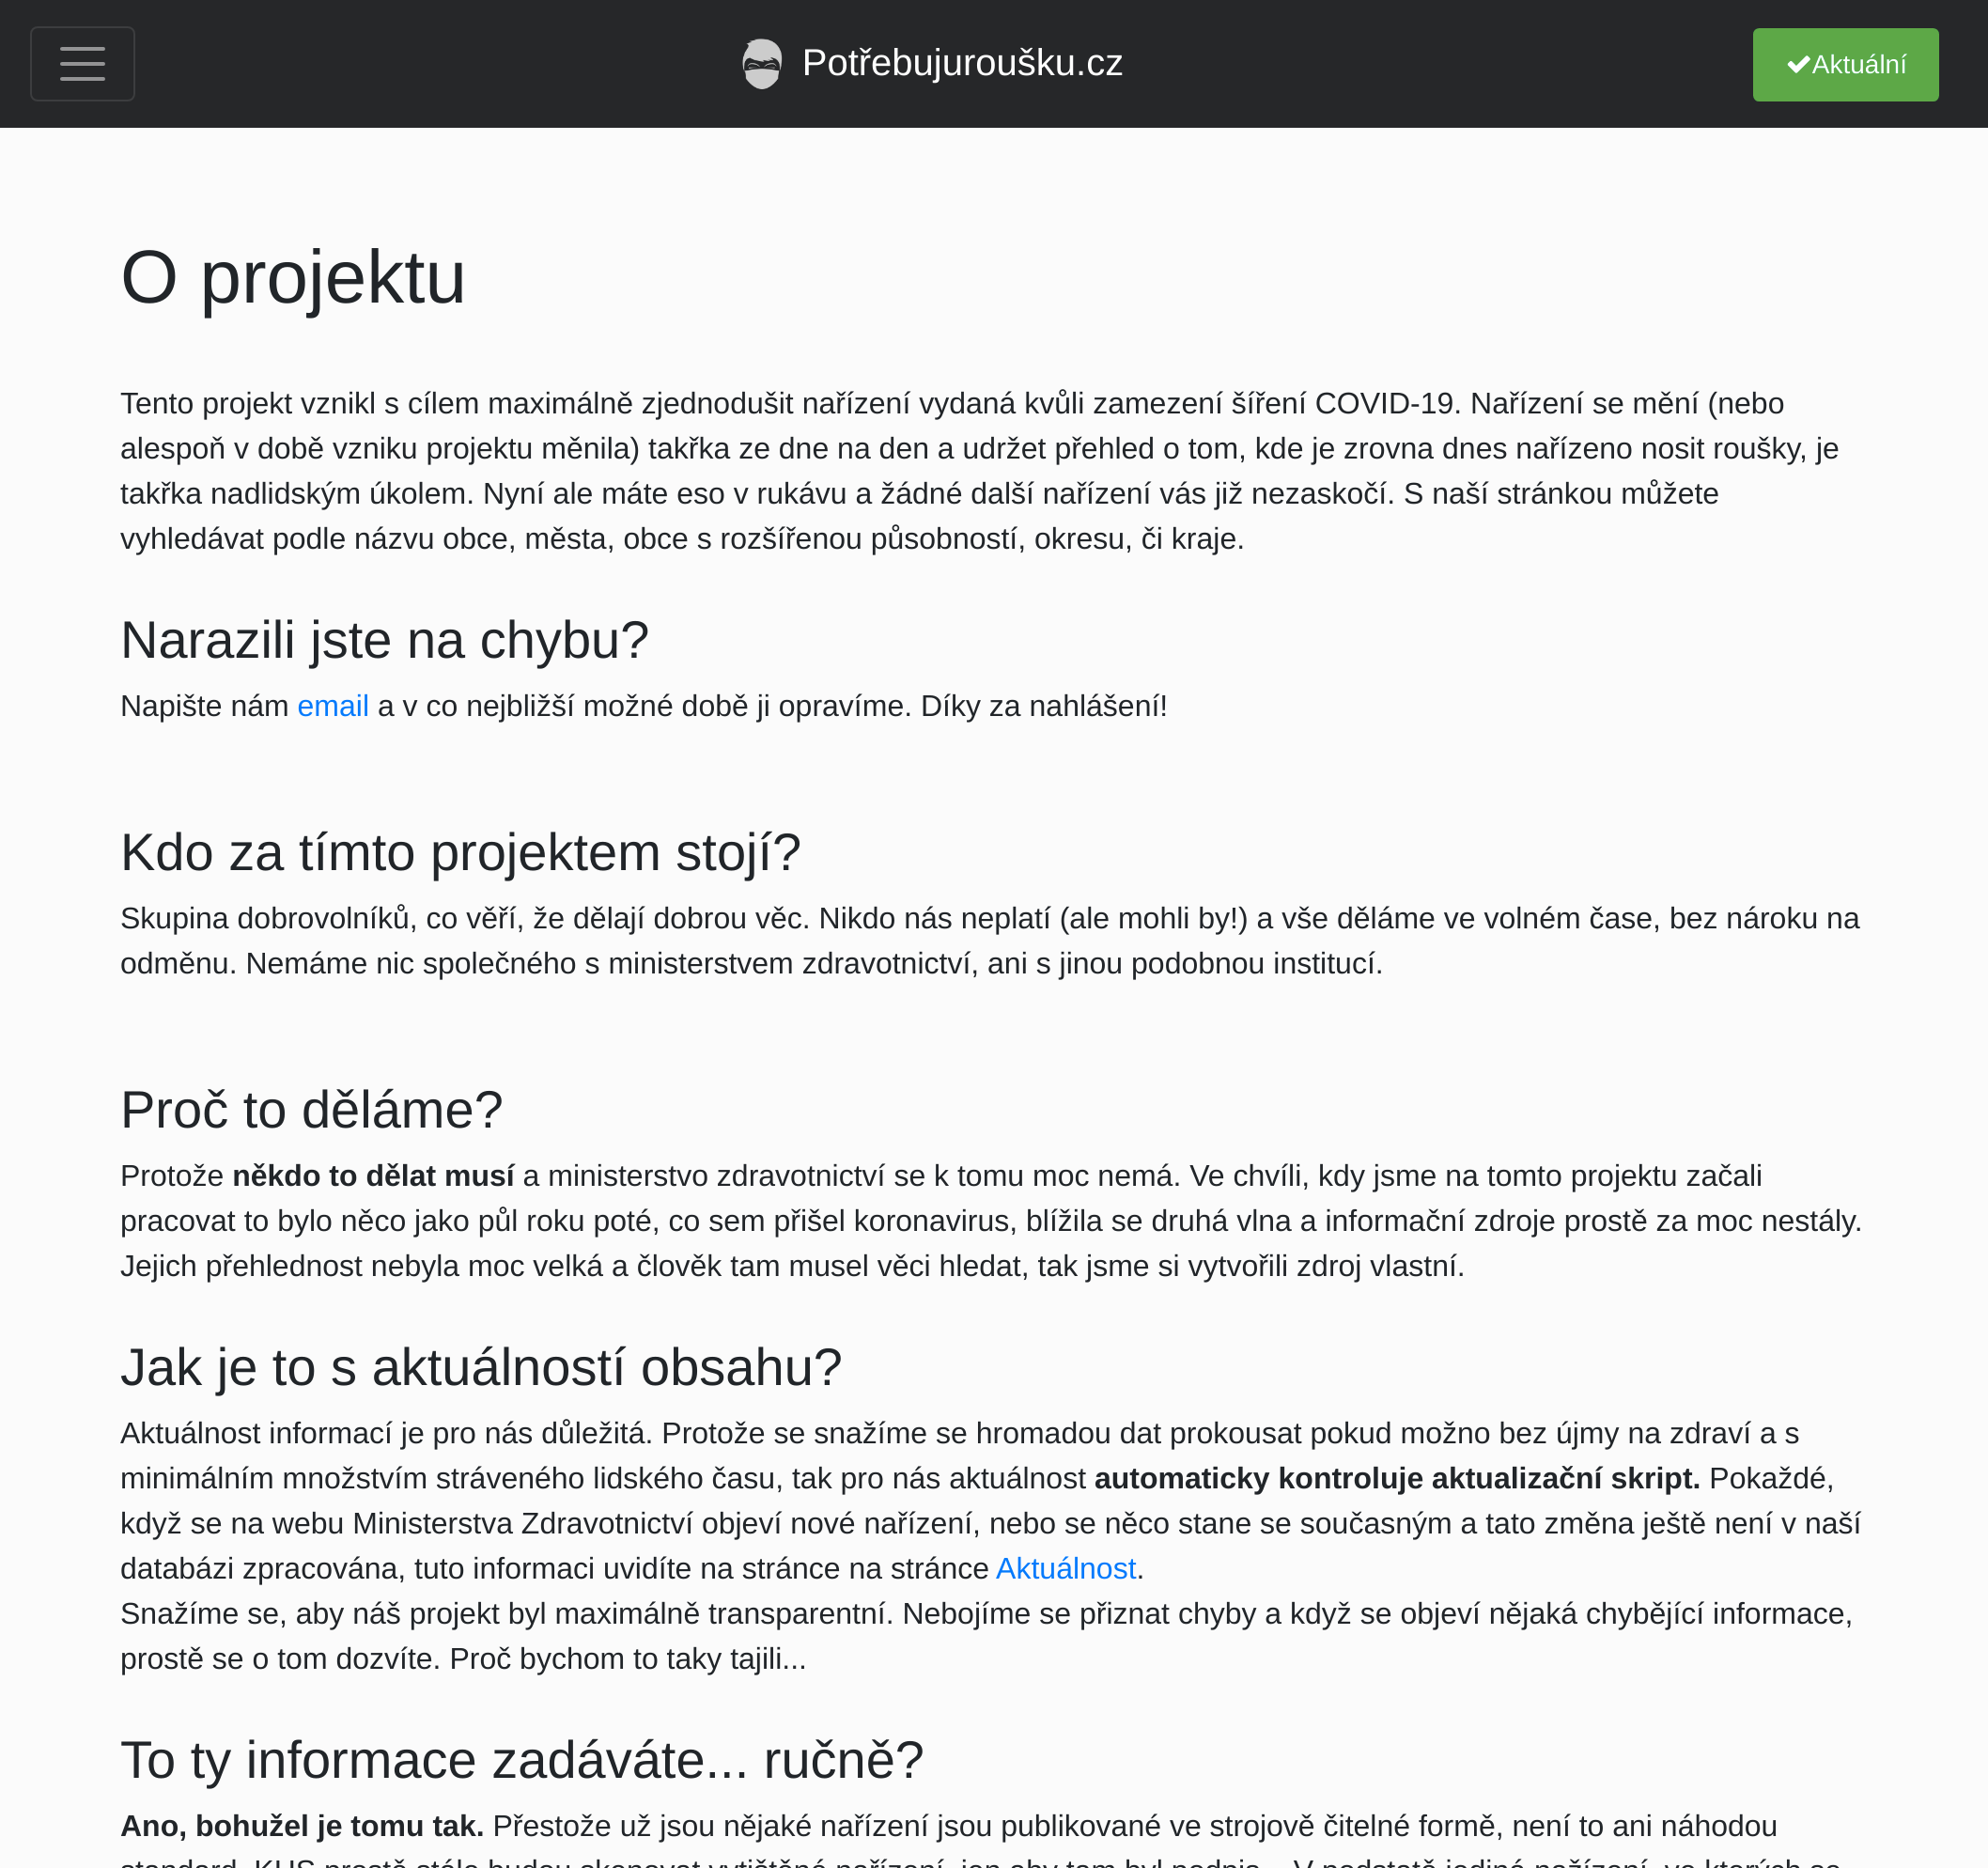 Potřebujuroušku.cz
Aktuální
O projektu
Tento projekt vznikl s cílem maximálně zjednodušit nařízení vydaná kvůli zamezení šíření COVID-19. Nařízení se mění (nebo
alespoň v době vzniku projektu měnila) takřka ze dne na den a udržet přehled o tom, kde je zrovna dnes nařízeno nosit roušky, je
takřka nadlidským úkolem. Nyní ale máte eso v rukávu a žádné další nařízení vás již nezaskočí. S naší stránkou můžete
vyhledávat podle názvu obce, města, obce s rozšířenou působností, okresu, či kraje.
Narazili jste na chybu?
Napište nám email a v co nejbližší možné době ji opravíme. Díky za nahlášení!
Kdo za tímto projektem stojí?
Skupina dobrovolníků, co věří, že dělají dobrou věc. Nikdo nás neplatí (ale mohli by!) a vše děláme ve volném čase, bez nároku na
odměnu. Nemáme nic společného s ministerstvem zdravotnictví, ani s jinou podobnou institucí.
Proč to děláme?
Protože někdo to dělat musí a ministerstvo zdravotnictví se k tomu moc nemá. Ve chvíli, kdy jsme na tomto projektu začali
pracovat to bylo něco jako půl roku poté, co sem přišel koronavirus, blížila se druhá vlna a informační zdroje prostě za moc nestály.
Jejich přehlednost nebyla moc velká a člověk tam musel věci hledat, tak jsme si vytvořili zdroj vlastní.
Jak je to s aktuálností obsahu?
Aktuálnost informací je pro nás důležitá. Protože se snažíme se hromadou dat prokousat pokud možno bez újmy na zdraví a s
minimálním množstvím stráveného lidského času, tak pro nás aktuálnost automaticky kontroluje aktualizační skript. Pokaždé,
když se na webu Ministerstva Zdravotnictví objeví nové nařízení, nebo se něco stane se současným a tato změna ještě není v naší
databázi zpracována, tuto informaci uvidíte na stránce na stránce Aktuálnost.
Snažíme se, aby náš projekt byl maximálně transparentní. Nebojíme se přiznat chyby a když se objeví nějaká chybějící informace,
prostě se o tom dozvíte. Proč bychom to taky tajili...
To ty informace zadáváte... ručně?
Ano, bohužel je tomu tak. Přestože už jsou nějaké nařízení jsou publikované ve strojově čitelné formě, není to ani náhodou